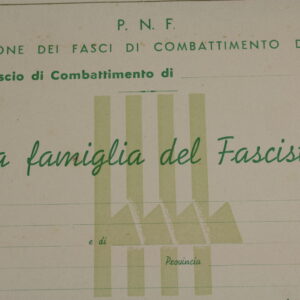 P. N. F.
ONE DEI FASCI DI COMBATTIMENTO D
scio di Combattimento di
a famiglia del Fascis
e di
Provincia